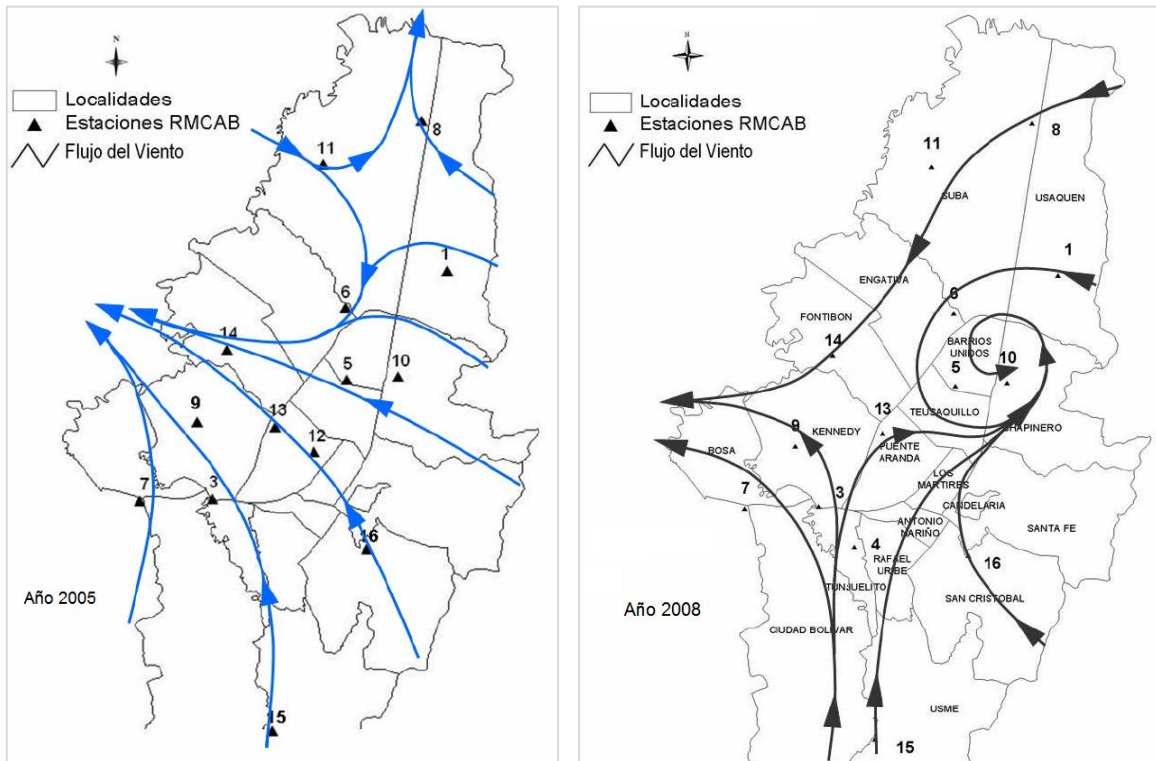 N
Localidades
Estaciones RMCAB
Flujo del Viento
8
11
1
6
14
5
10
9
13
12
7
3
16
Año 2005
15
N
Localidades
Estaciones RMCAB
Flujo del Viento
8
11
SUBA
USAQUEN
1
ENGATIVA
6
FONTIBON
14
BARRIOS
UNIDOS
10
5
TEUSAQUILLO
13
9
KENNEDY
CHAPINERO
BOSA
PUENTE
ARANDA
LOS
MARTIRES
7
3
CANDELARIA
ANTONIO
NARIÑO
SANTA FE
4
RAFAEL
URIBE
16
TUNJUELITO
SAN CRISTOBAL
Año 2008
CIUDAD BOLIVAR
USME
15